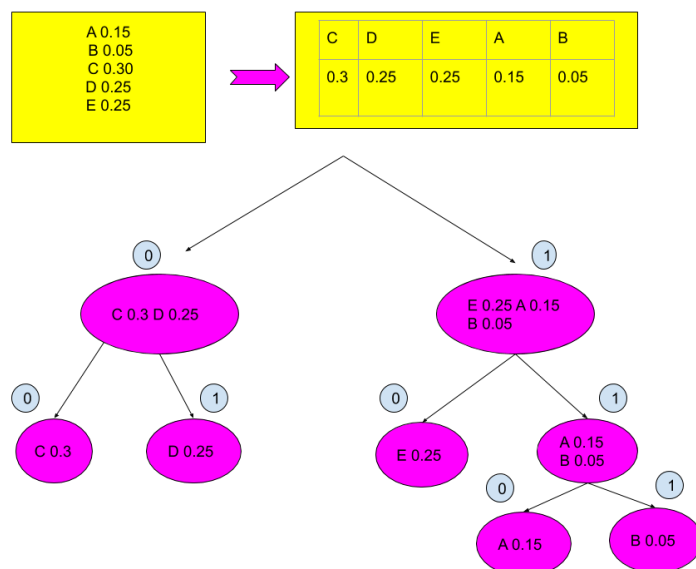 A 0.15
B 0.05
C 0.30
D 0.25
E 0.25
C D E A B
0.3 0.25 0.25 0.15 0.05
0 1
C 0.3 D 0.25
E 0.25 A 0.15
B 0.05
0 1 0 1
C 0.3 D 0.25 E 0.25
A 0.15
B 0.05
0 1
A 0.15 B 0.05